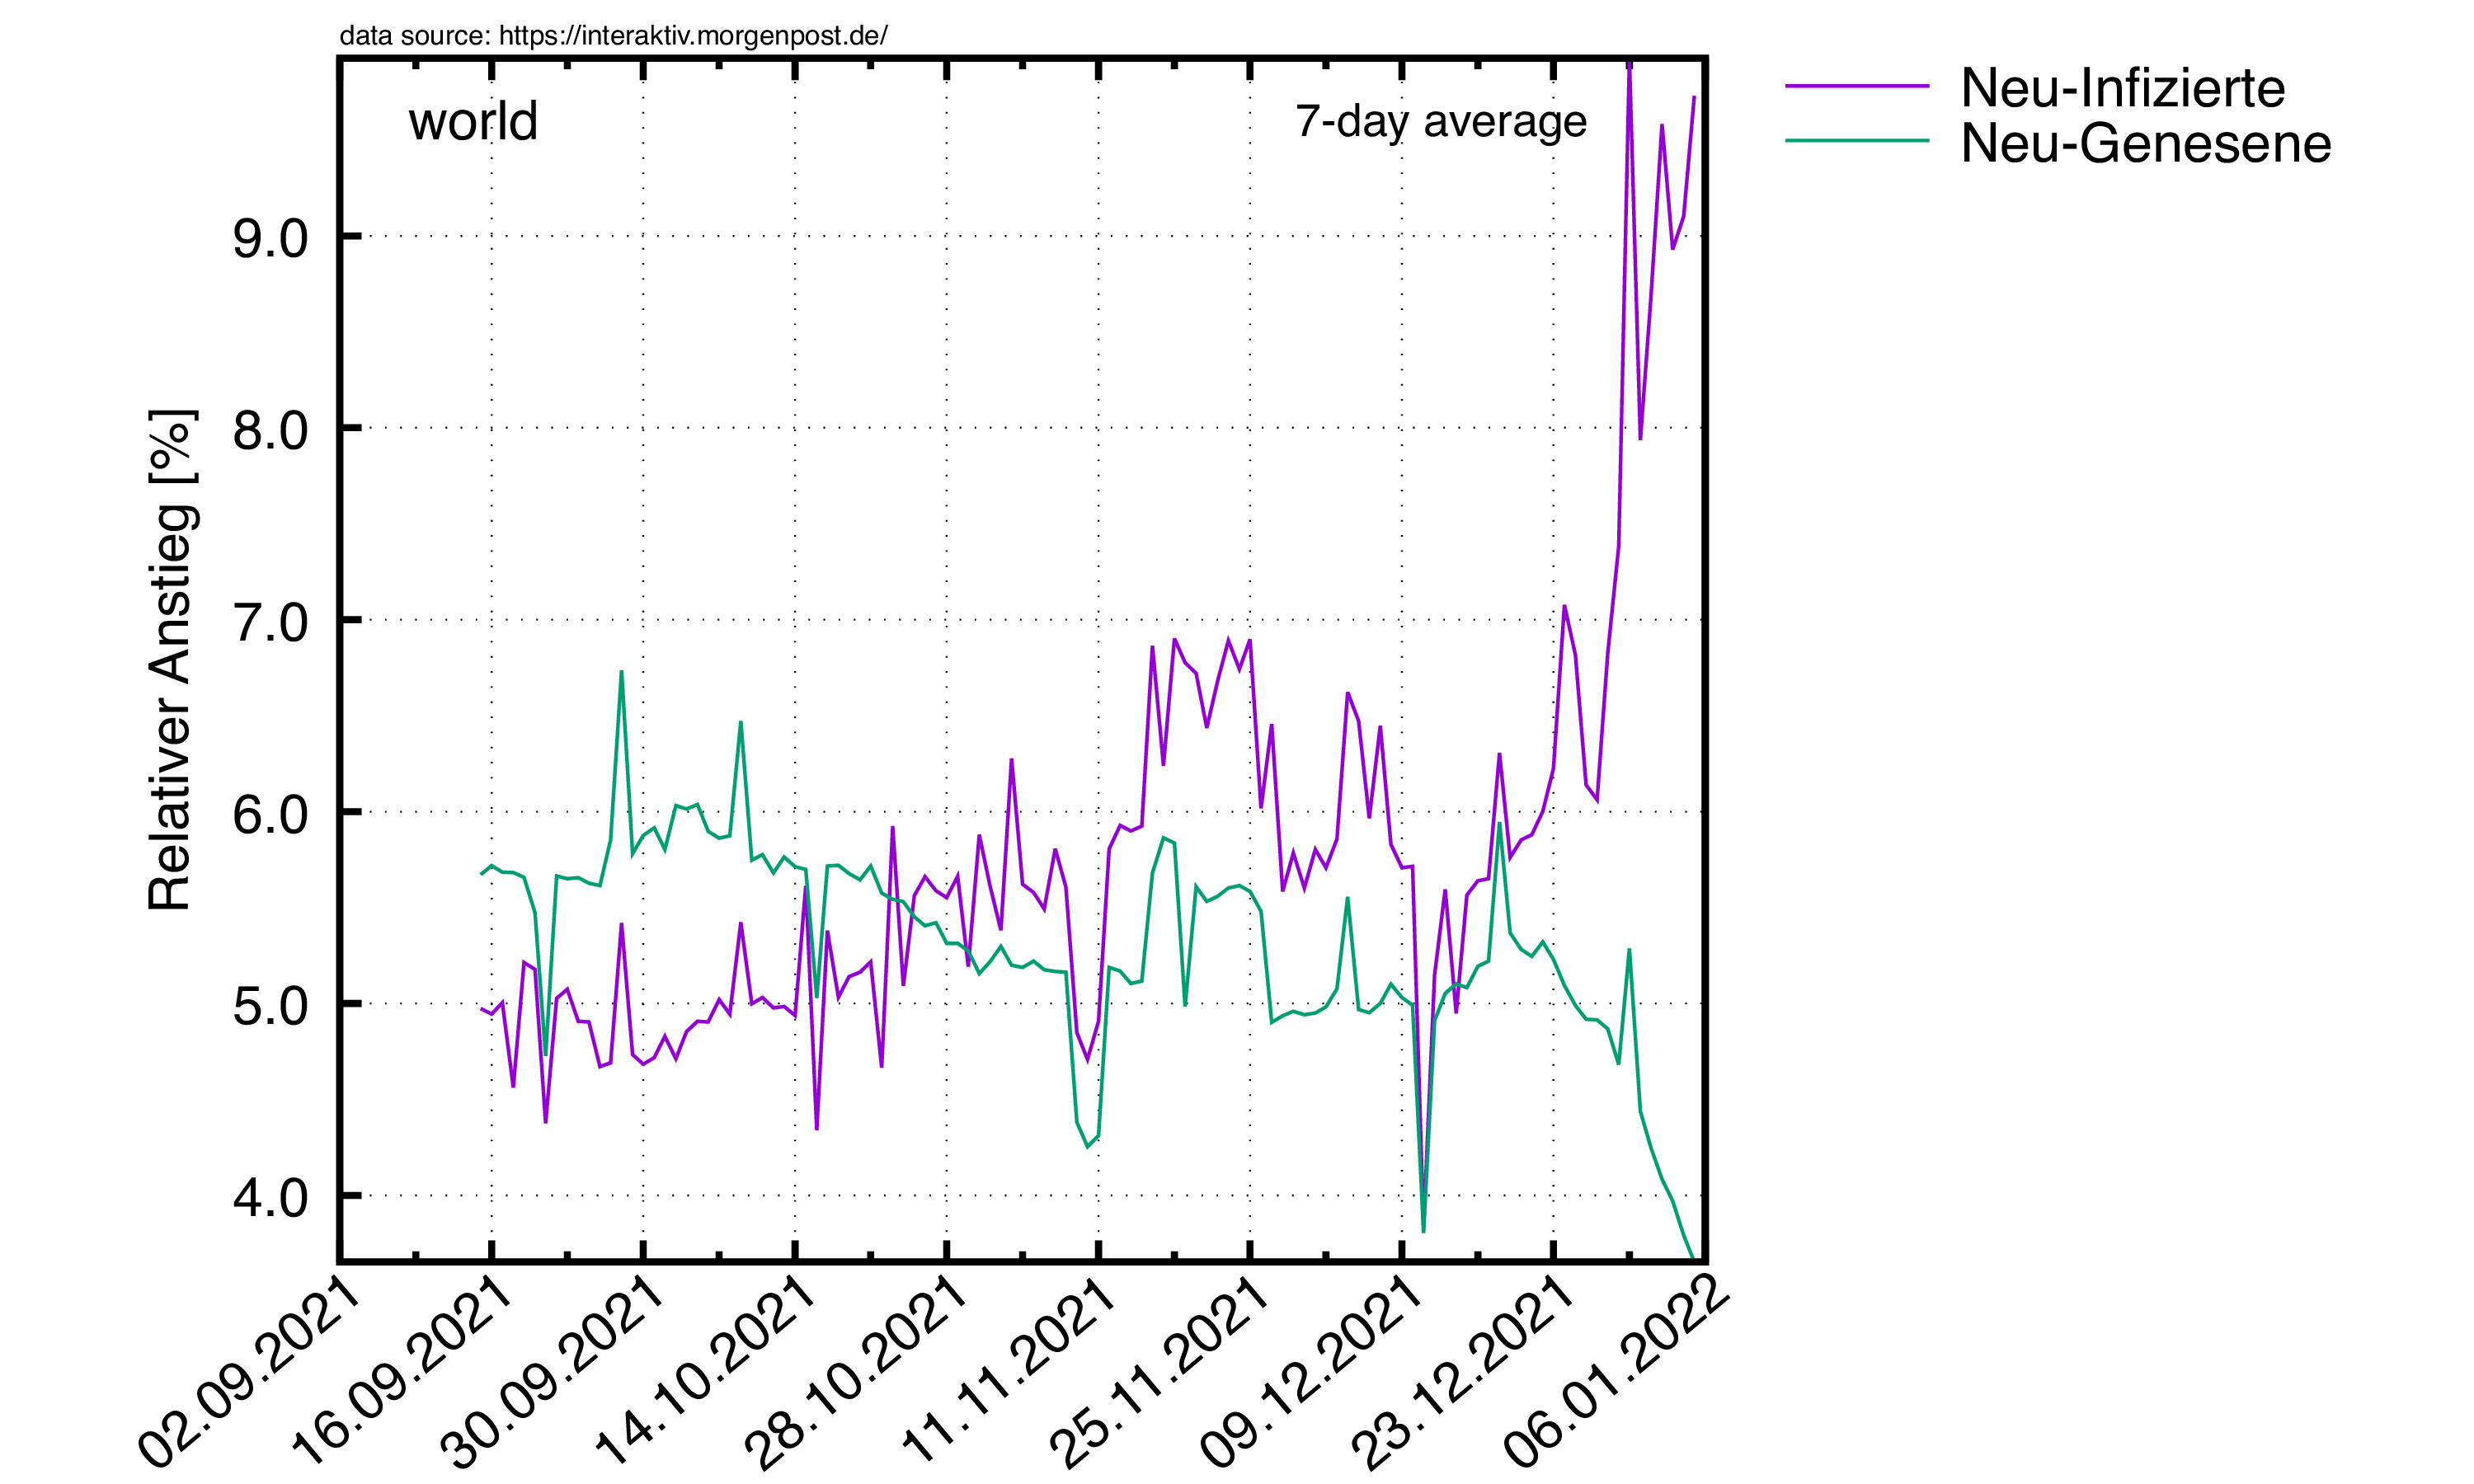 data source: https://interaktiv.morgenpost.de/
world
7-day average
Neu-Infizierte
Neu-Genesene
Relativer Anstieg [%]
9.0
8.0
7.0
6.0
5.0
4.0
02.09.2021
16.09.2021
30.09.2021
14.10.2021
28.10.2021
11.11.2021
25.11.2021
09.12.2021
23.12.2021
06.01.2022